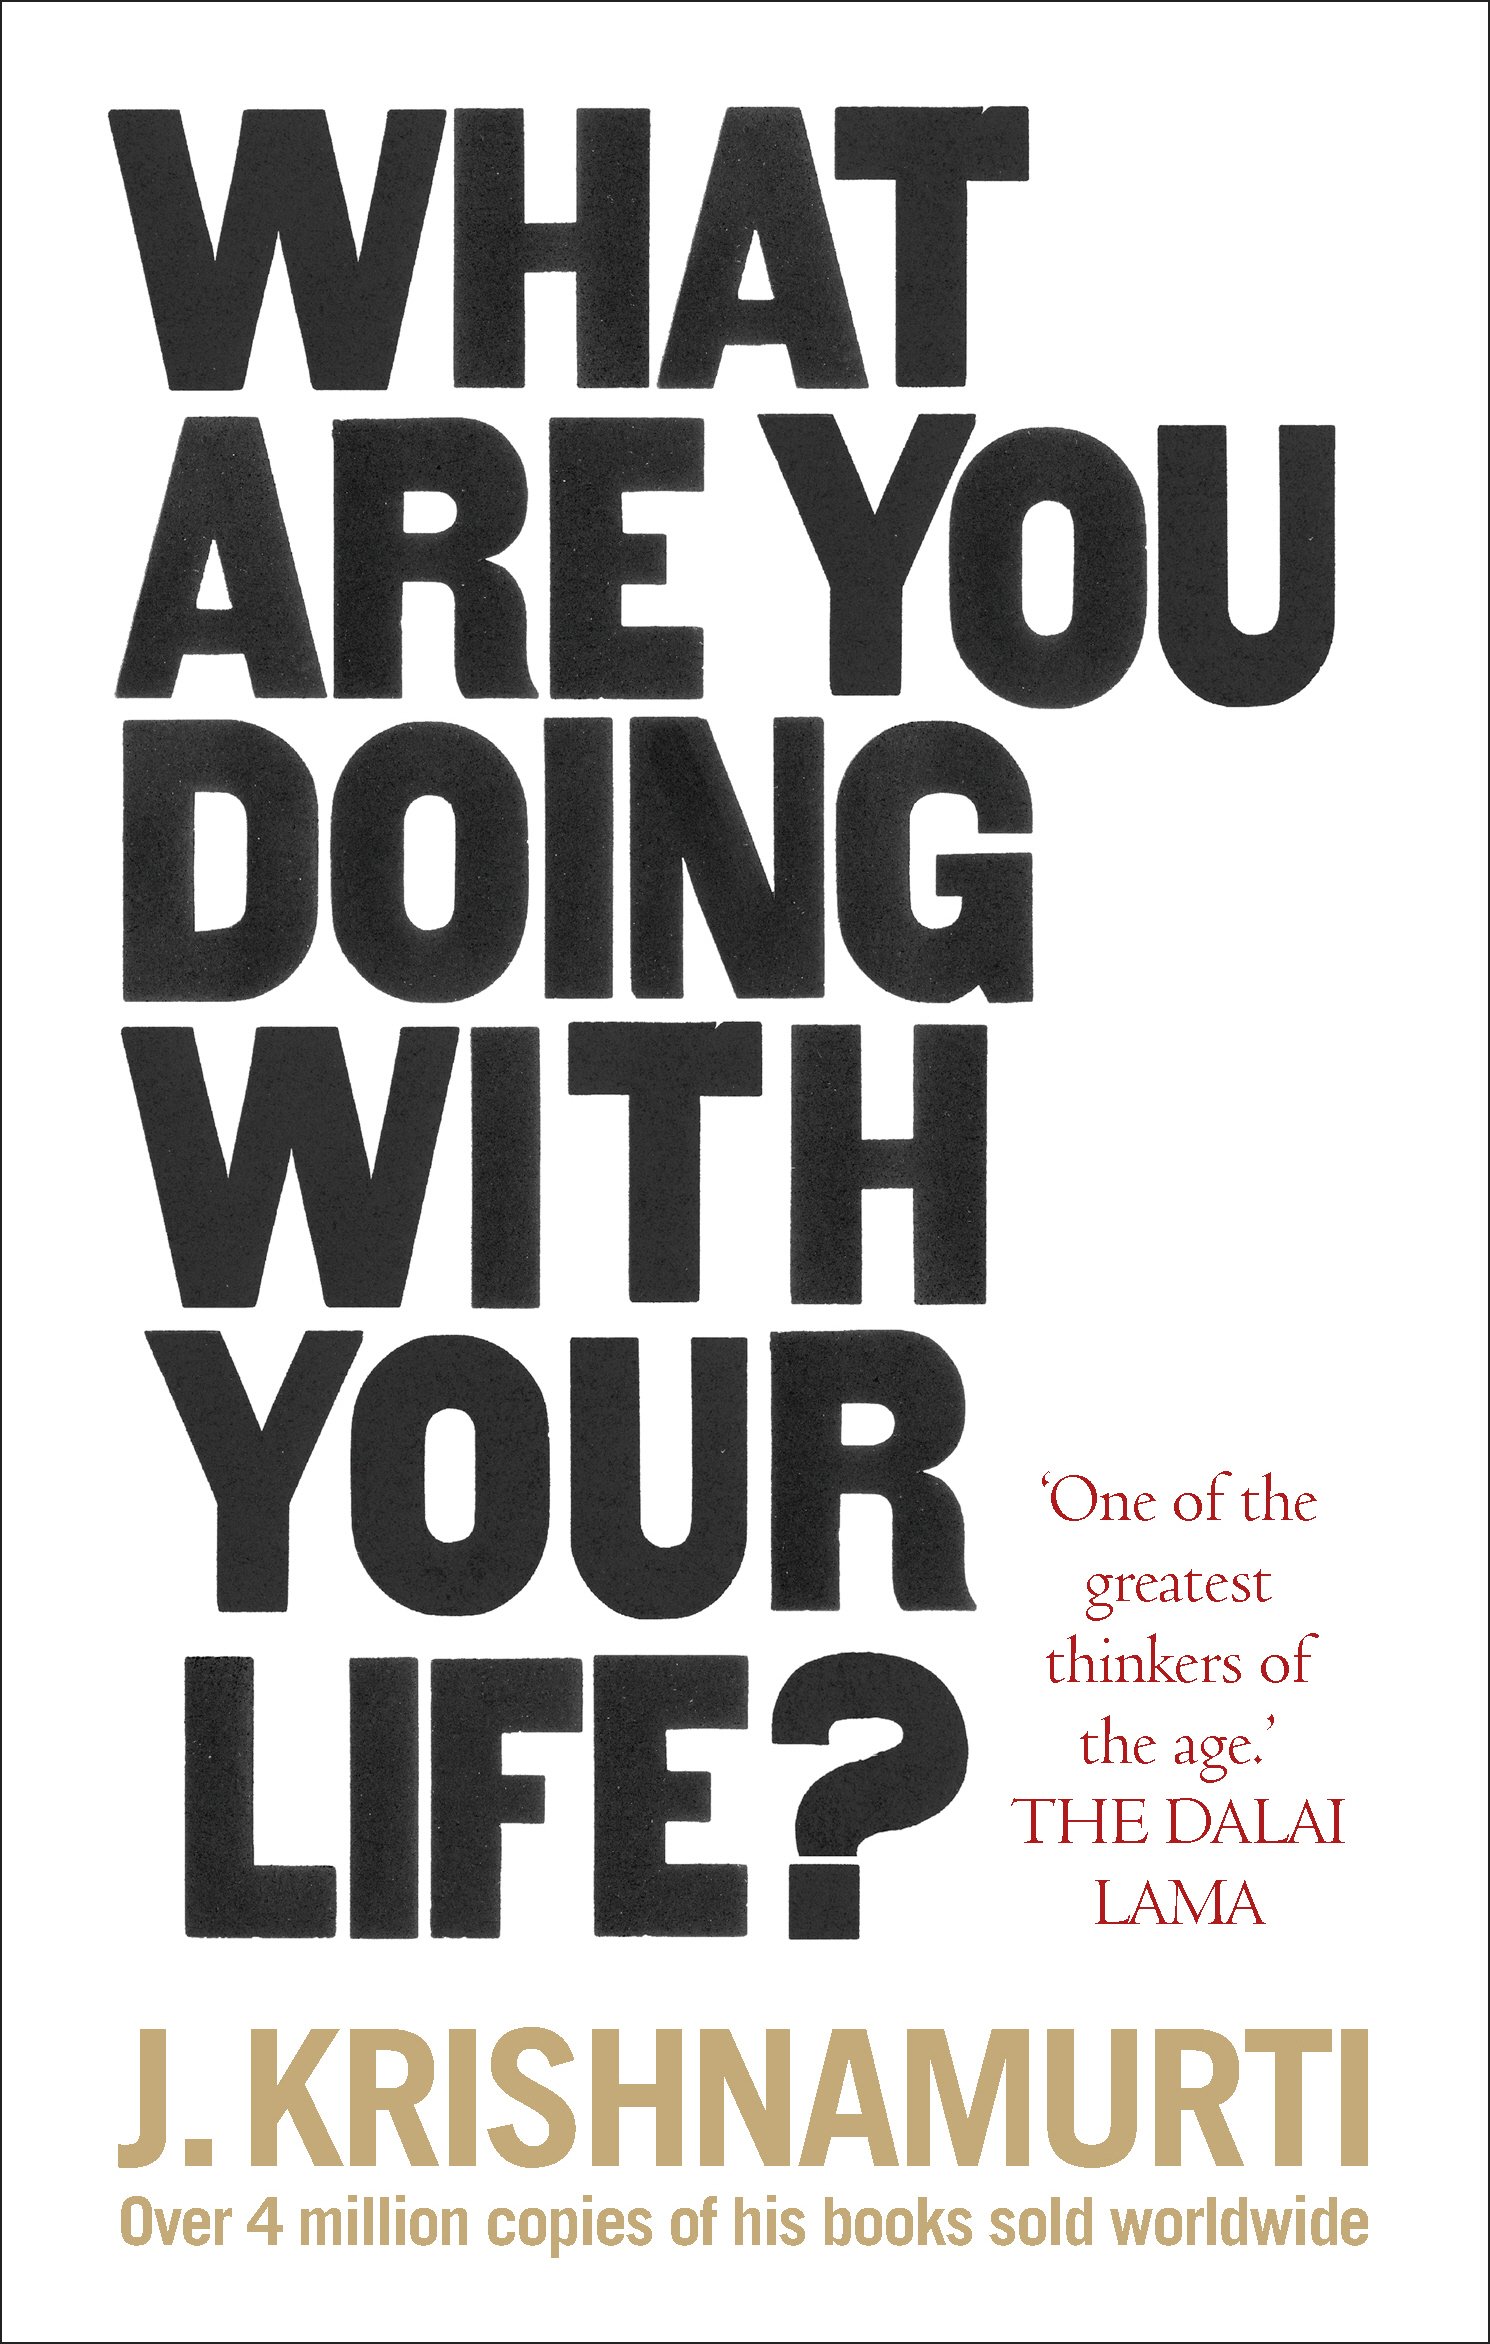 WHAT
ARE YOU
DOING
WITH
YOUR
LIFE?
‘One of the
greatest
thinkers of
the age.’
THE DALAI
LAMA
J. KRISHNAMURTI
Over 4 million copies of his books sold worldwide